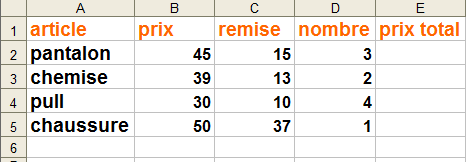 A B C D E
1 article prix remise nombre prix total
2 pantalon 45 15 3
3 chemise 39 13 2
4 pull 30 10 4
5 chaussure 50 37 1
6